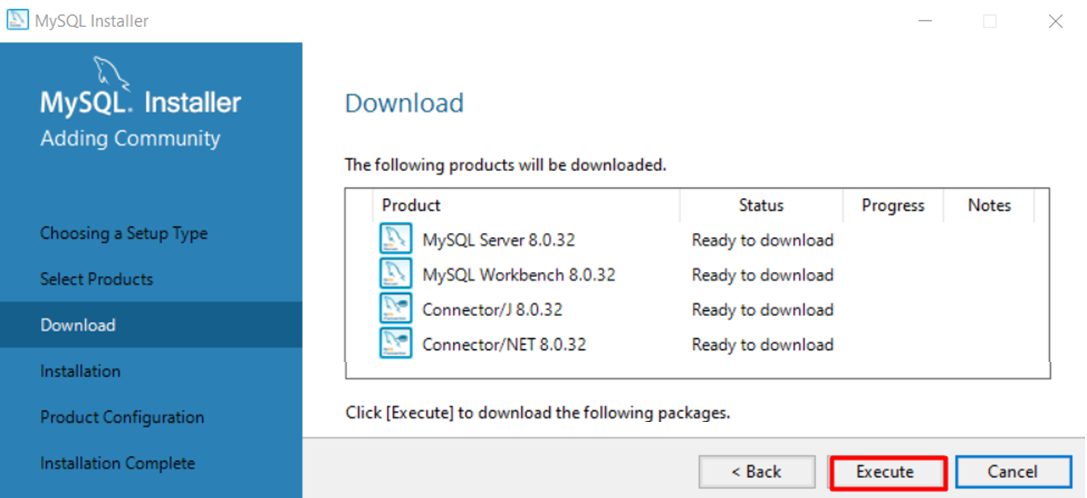 MySQL Installer
MySQL. Installer
Adding Community
Choosing a Setup Type
Select Products
Download
Installation
Product Configuration
Installation Complete
Download
The following products will be downloaded.
Product Status Progress Notes
MySQL Server 8.0.32 Ready to download
MySQL Workbench 8.0.32 Ready to download
Connector/J 8.0.32 Ready to download
Connector/NET 8.0.32 Ready to download
Click [Execute] to download the following packages.
< Back Execute Cancel